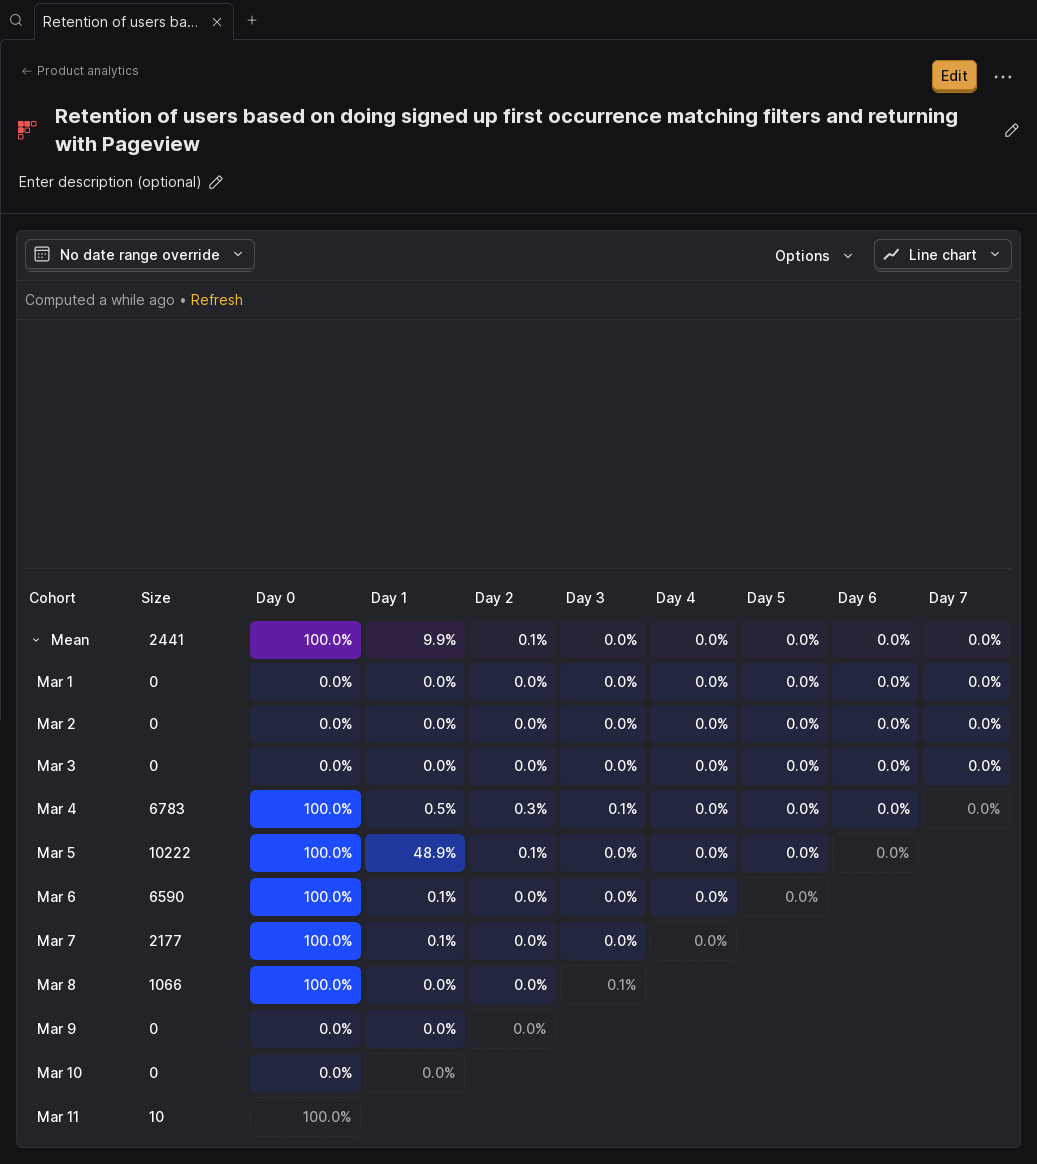 Retention of users ba...
Product analytics
Edit
Retention of users based on doing signed up first occurrence matching filters and returning
with Pageview
Enter description (optional)
No date range override
Options
Line chart
Computed a while ago • Refresh
Cohort Size Day 0 Day 1 Day 2 Day 3 Day 4 Day 5 Day 6 Day 7
Mean 2441 100.0% 9.9% 0.1% 0.0% 0.0% 0.0% 0.0% 0.0%
Mar 1 0 0.0% 0.0% 0.0% 0.0% 0.0% 0.0% 0.0% 0.0%
Mar 2 0 0.0% 0.0% 0.0% 0.0% 0.0% 0.0% 0.0% 0.0%
Mar 3 0 0.0% 0.0% 0.0% 0.0% 0.0% 0.0% 0.0% 0.0%
Mar 4 6783 100.0% 0.5% 0.3% 0.1% 0.0% 0.0% 0.0% 0.0%
Mar 5 10222 100.0% 48.9% 0.1% 0.0% 0.0% 0.0% 0.0%
Mar 6 6590 100.0% 0.1% 0.0% 0.0% 0.0% 0.0%
Mar 7 2177 100.0% 0.1% 0.0% 0.0% 0.0%
Mar 8 1066 100.0% 0.0% 0.0% 0.1%
Mar 9 0 0.0% 0.0% 0.0%
Mar 10 0 0.0% 0.0%
Mar 11 10 100.0%